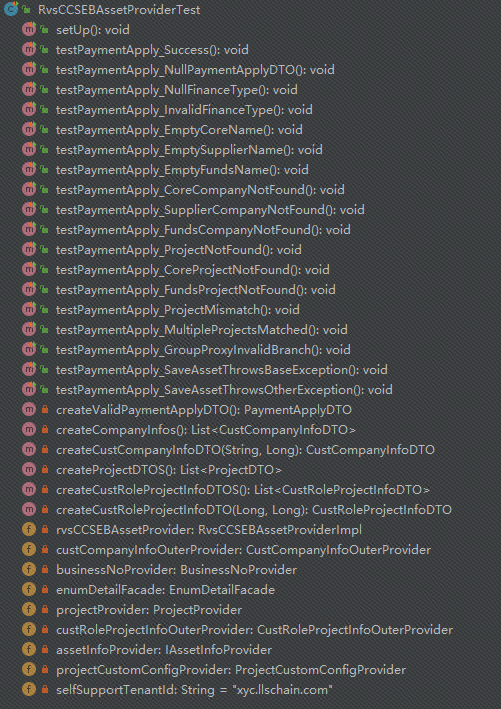 RvsCCSEBAssetProviderTest
setUp(): void
testPaymentApply_Success(): void
testPaymentApply_NullPaymentApplyDTO(): void
testPaymentApply_NullFinanceType(): void
testPaymentApply_InvalidFinanceType(): void
testPaymentApply_EmptyCoreName(): void
testPaymentApply_EmptySupplierName(): void
testPaymentApply_EmptyFundsName(): void
testPaymentApply_CoreCompanyNotFound(): void
testPaymentApply_SupplierCompanyNotFound(): void
testPaymentApply_FundsCompanyNotFound(): void
testPaymentApply_ProjectNotFound(): void
testPaymentApply_CoreProjectNotFound(): void
testPaymentApply_FundsProjectNotFound(): void
testPaymentApply_ProjectMismatch(): void
testPaymentApply_MultipleProjectsMatched(): void
testPaymentApply_GroupProxyInvalidBranch(): void
testPaymentApply_SaveAssetThrowsBaseException(): void
testPaymentApply_SaveAssetThrowsOtherException(): void
createValidPaymentApplyDTO(): PaymentApplyDTO
createCompanyInfos(): List<CustCompanyInfoDTO>
createCustCompanyInfoDTO(String, Long): CustCompanyInfoDTO
createProjectDTOS(): List<ProjectDTO>
createCustRoleProjectInfoDTOS(): List<CustRoleProjectInfoDTO>
createCustRoleProjectInfoDTO(Long, Long): CustRoleProjectInfoDTO
rvsCCSEBAssetProvider: RvsCCSEBAssetProviderImpl
custCompanyInfoOuterProvider: CustCompanyInfoOuterProvider
businessNoProvider: BusinessNoProvider
enumDetailFacade: EnumDetailFacade
projectProvider: ProjectProvider
custRoleProjectInfoOuterProvider: CustRoleProjectInfoOuterProvider
assetInfoProvider: IAssetInfoProvider
projectCustomConfigProvider: ProjectCustomConfigProvider
selfSupportTenantId: String = "xyc.llschain.com"